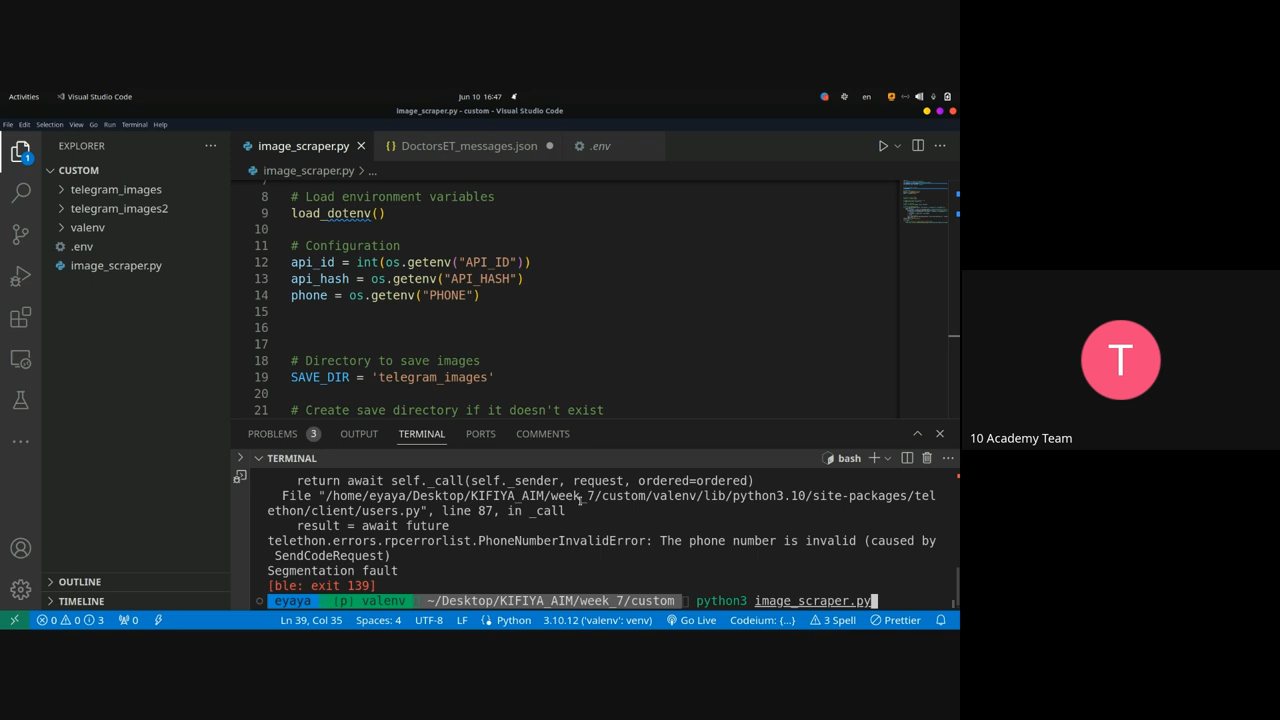 Activities
Visual Studio Code
Jun 10 16:47
en
image_scraper.py - custom - Visual Studio Code
File Edit Selection View Go Run Terminal Help
EXPLORER
image_scraper.py
DoctorsET_messages.json
.env
CUSTOM
image_scraper.py > ...
telegram_images
telegram_images2
valenv
.env
image_scraper.py
7
8 # Load environment variables
9 load_dotenv()
10
11 # Configuration
12 api_id = int(os.getenv("API_ID"))
13 api_hash = os.getenv("API_HASH")
14 phone = os.getenv("PHONE")
15
16
17
18 # Directory to save images
19 SAVE_DIR = 'telegram_images'
20
21 # Create save directory if it doesn't exist
PROBLEMS 3 OUTPUT TERMINAL PORTS COMMENTS
TERMINAL
bash
return await self._call(self._sender, request, ordered=ordered)
File "/home/eyaya/Desktop/KIFIYA_AIM/week_7/custom/valenv/lib/python3.10/site-packages/tel
ethon/client/users.py", line 87, in _call
result = await future
telethon.errors.rpcerrorlist.PhoneNumberInvalidError: The phone number is invalid (caused by
SendCodeRequest)
Segmentation fault
[ble: exit 139]
eyaya (p) valenv ~/Desktop/KIFIYA_AIM/week_7/custom python3 image_scraper.py
OUTLINE
TIMELINE
1
0 0 3 0 Ln 39, Col 35 Spaces: 4 UTF-8 LF Python 3.10.12 ('valenv': venv) Go Live Codeium: {...} 3 Spell Prettier
T
10 Academy Team